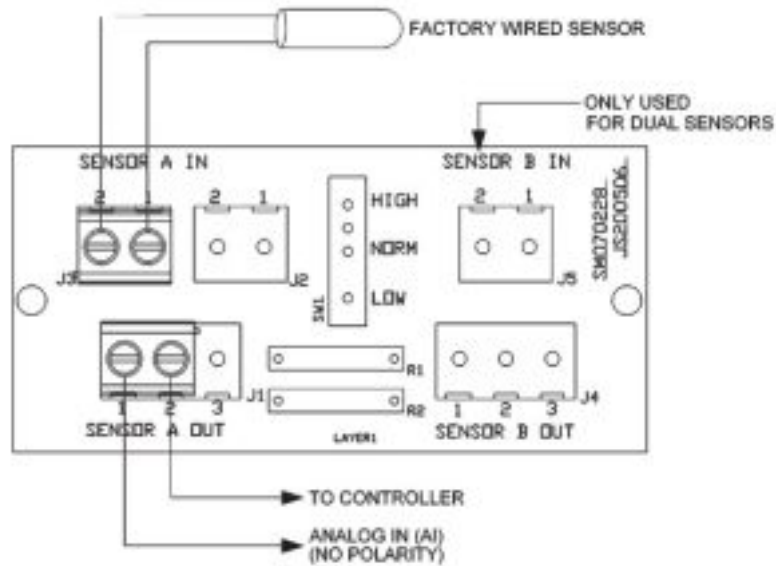 FACTORY WIRED SENSOR
ONLY USED
FOR DUAL SENSORS
SENSOR A IN
SENSOR B IN
2 1
2 1
2 1
HIGH
NORM
LOW
SW1
J3
J2
J5
SM070228
JS200506
R1
R2
J1
J4
1 2 3
1 2 3
SENSOR A OUT
LAYER1
SENSOR B OUT
TO CONTROLLER
ANALOG IN (AI)
(NO POLARITY)